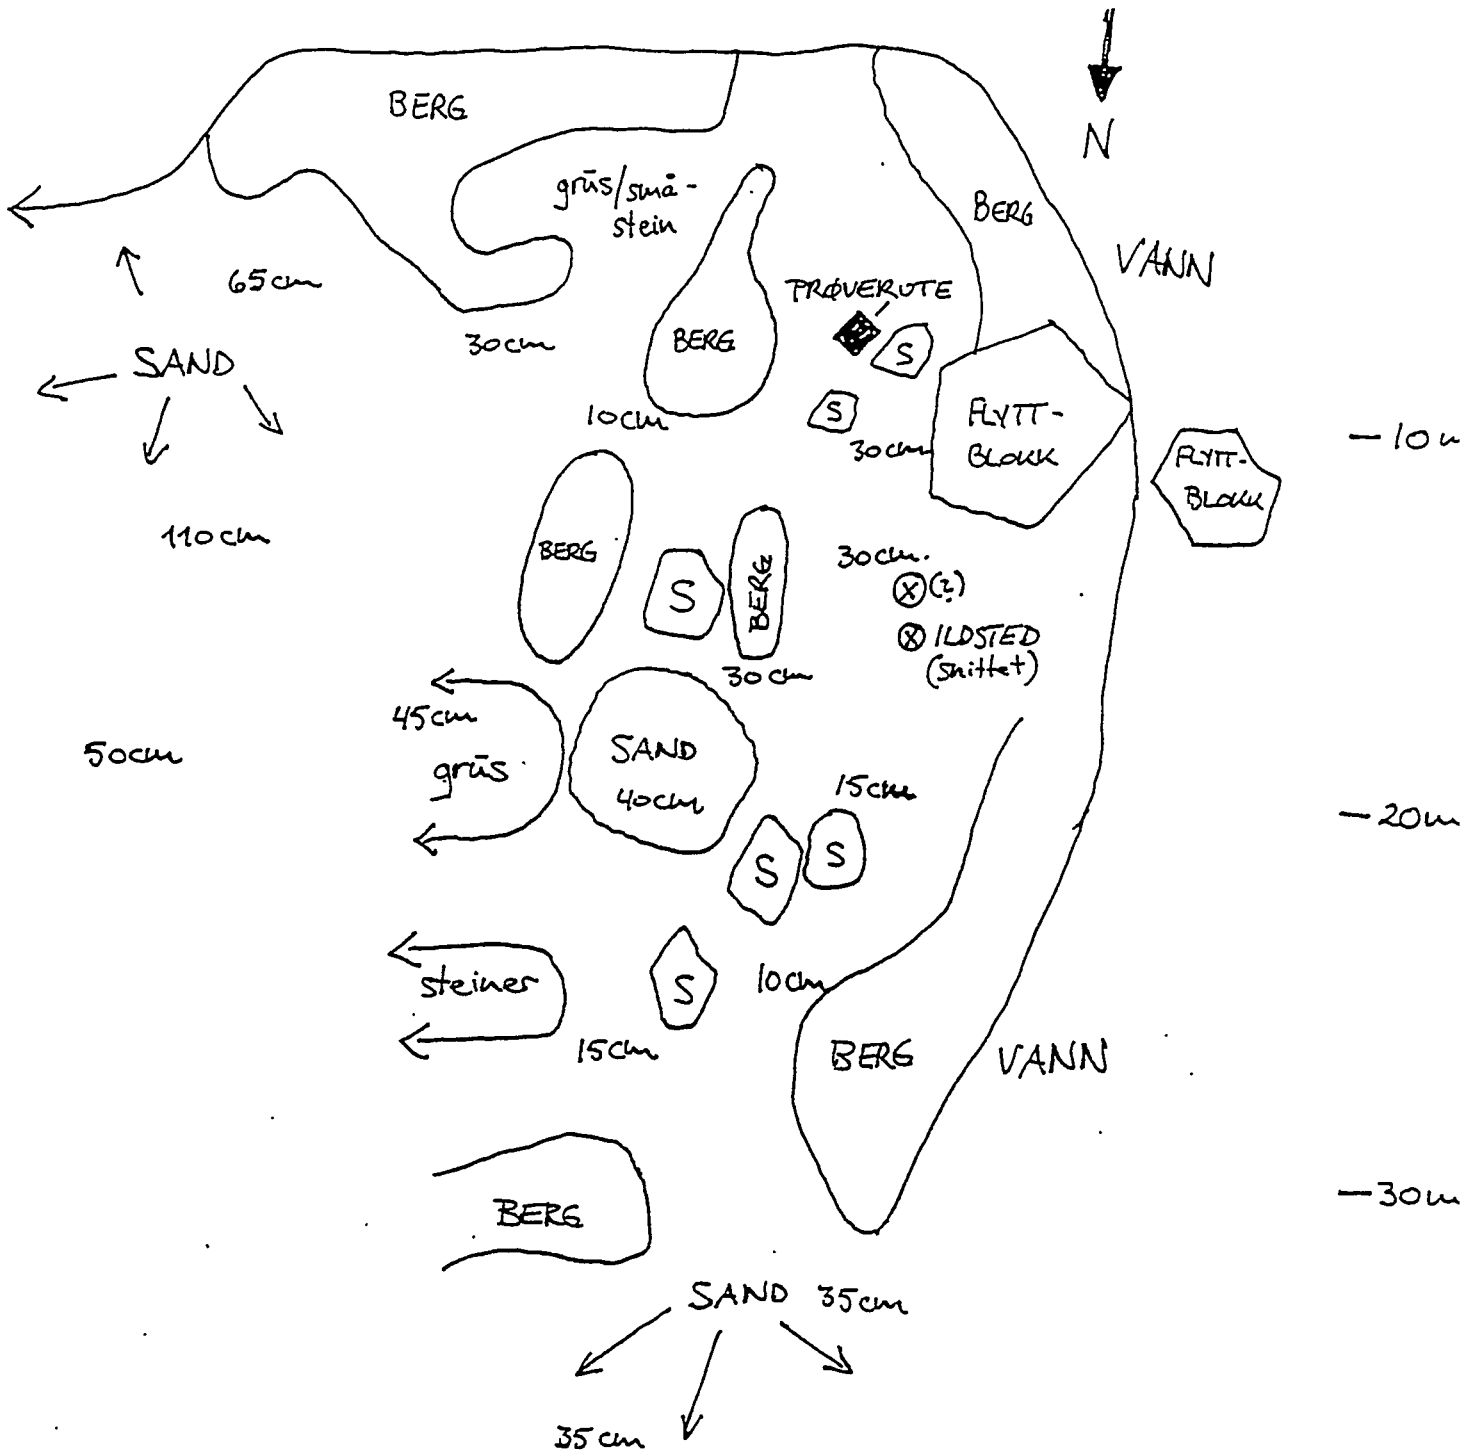 BERG
N
grūs/små-
stein
BERG
VANN
65cm
PRØVERUTE
30cm
BERG
S
SAND
10cm
S
FLYTT-
BLOKK
30cm
FLYTT-
BLOKK
-10m
110cm
BERG
S
BERG
30cm.
(?)
ILDSTED
(snittet)
30cm
45cm
50cm
grūs
SAND
40cm
15cm
-20m
S
S
steiner
S
10cm
15cm
BERG
VANN
BERG
-30m
SAND 35cm
35cm